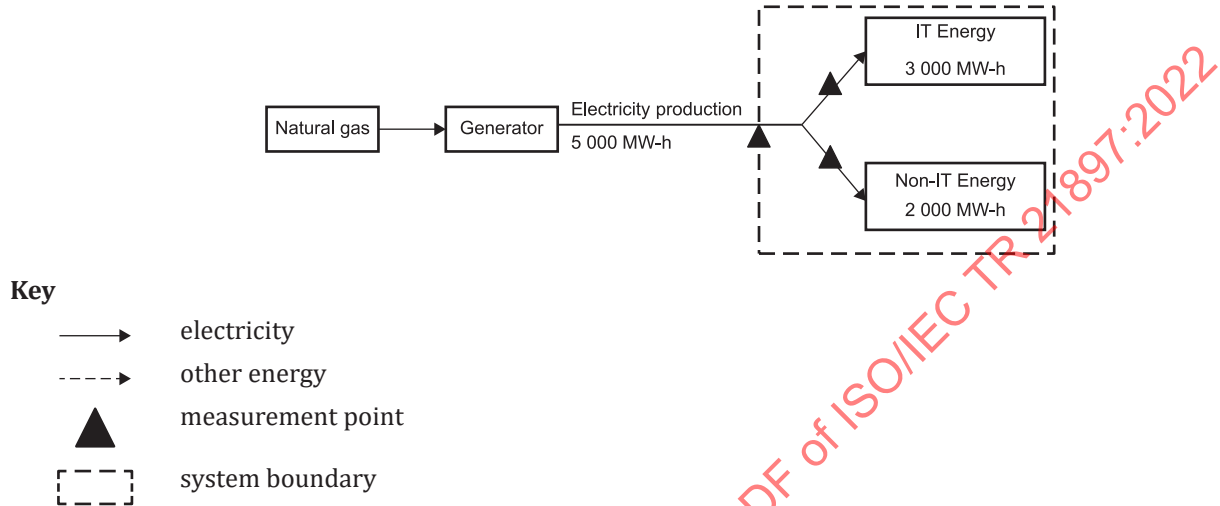 IT Energy
3 000 MW-h
Natural gas
Generator
Electricity production
5 000 MW-h
Non-IT Energy
2 000 MW-h
Key
electricity
other energy
measurement point
system boundary
DF of ISO/IEC TR 21897:2022